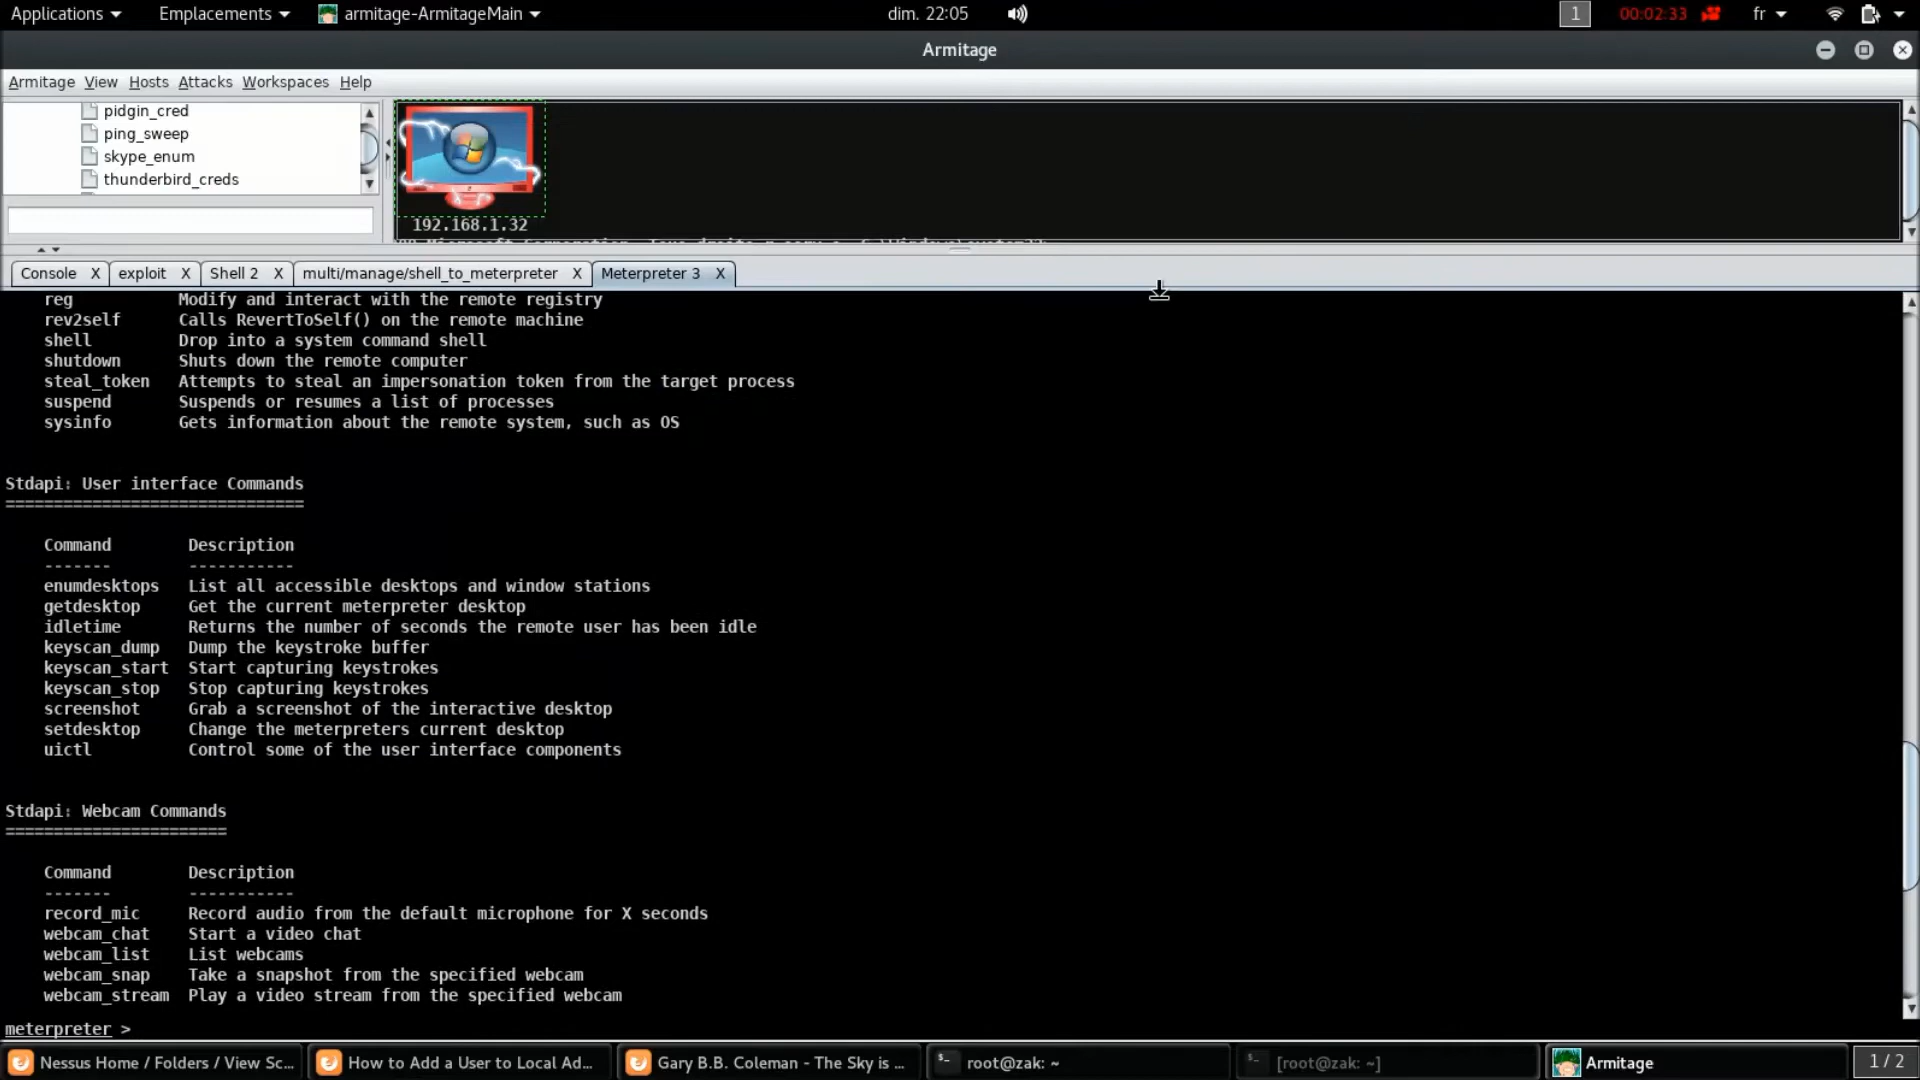 Applications Emplacements armitage-ArmitageMain dim. 22:05 1 00:02:33 fr
Armitage
Armitage View Hosts Attacks Workspaces Help
pidgin_cred
ping_sweep
skype_enum
thunderbird_creds
192.168.1.32
Console X exploit X Shell 2 X multi/manage/shell_to_meterpreter X Meterpreter 3 X
reg Modify and interact with the remote registry
rev2self Calls RevertToSelf() on the remote machine
shell Drop into a system command shell
shutdown Shuts down the remote computer
steal_token Attempts to steal an impersonation token from the target process
suspend Suspends or resumes a list of processes
sysinfo Gets information about the remote system, such as OS
Stdapi: User interface Commands
===============================
Command Description
------- -----------
enumdesktops List all accessible desktops and window stations
getdesktop Get the current meterpreter desktop
idletime Returns the number of seconds the remote user has been idle
keyscan_dump Dump the keystroke buffer
keyscan_start Start capturing keystrokes
keyscan_stop Stop capturing keystrokes
screenshot Grab a screenshot of the interactive desktop
setdesktop Change the meterpreters current desktop
uictl Control some of the user interface components
Stdapi: Webcam Commands
=======================
Command Description
------- -----------
record_mic Record audio from the default microphone for X seconds
webcam_chat Start a video chat
webcam_list List webcams
webcam_snap Take a snapshot from the specified webcam
webcam_stream Play a video stream from the specified webcam
meterpreter >
Nessus Home / Folders / View Sc... How to Add a User to Local Ad... Gary B.B. Coleman - The Sky is ... root@zak: ~ [root@zak: ~] Armitage 1 / 2